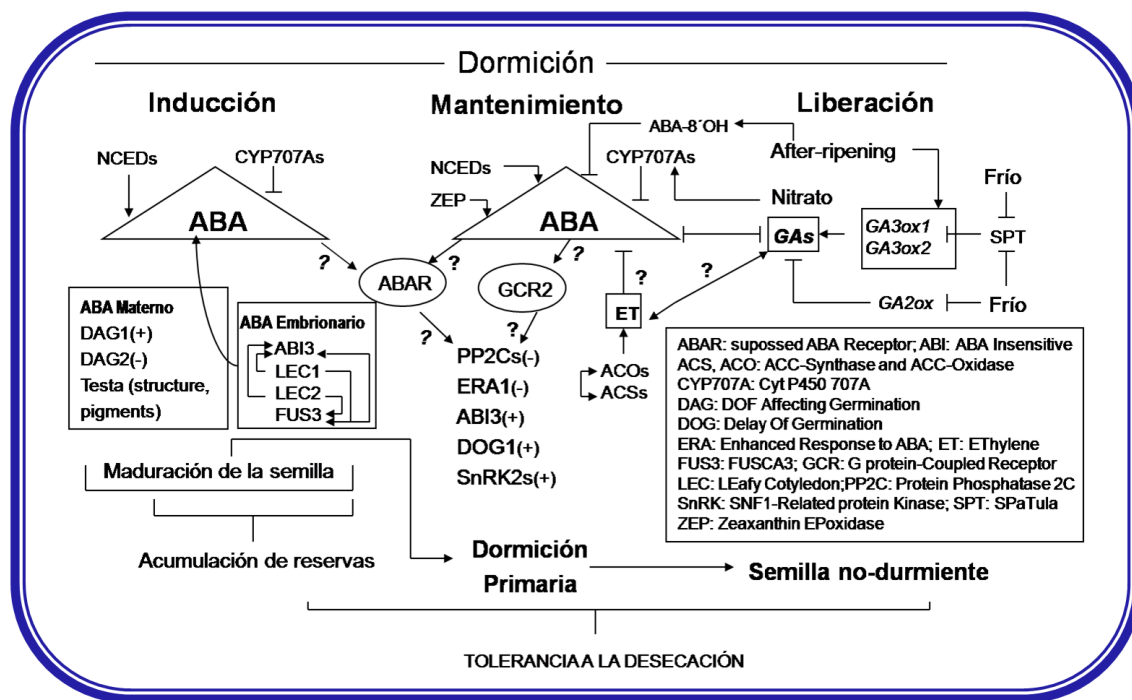 Dormición
Inducción
Mantenimiento
Liberación
NCEDs
CYP707As
ABA
NCEDs
ZEP
CYP707As
ABA
ABA-8´OH
After-ripening
Nitrato
GAs
GA3ox1
GA3ox2
Frío
SPT
GA2ox
Frío
?
ABAR
?
?
GCR2
?
?
?
ET
?
ACOs
ACSs
ABA Materno
DAG1(+)
DAG2(-)
Testa (structure,
pigments)
ABA Embrionario
ABI3
LEC1
LEC2
FUS3
PP2Cs(-)
ERA1(-)
ABI3(+)
DOG1(+)
SnRK2s(+)
ABAR: supossed ABA Receptor; ABI: ABA Insensitive
ACS, ACO: ACC-Synthase and ACC-Oxidase
CYP707A: Cyt P450 707A
DAG: DOF Affecting Germination
DOG: Delay Of Germination
ERA: Enhanced Response to ABA; ET: EThylene
FUS3: FUSCA3; GCR: G protein-Coupled Receptor
LEC: LEafy Cotyledon;PP2C: Protein Phosphatase 2C
SnRK: SNF1-Related protein Kinase; SPT: SPaTula
ZEP: Zeaxanthin EPoxidase
Maduración de la semilla
Acumulación de reservas
Dormición
Primaria
Semilla no-durmiente
TOLERANCIA A LA DESECACIÓN